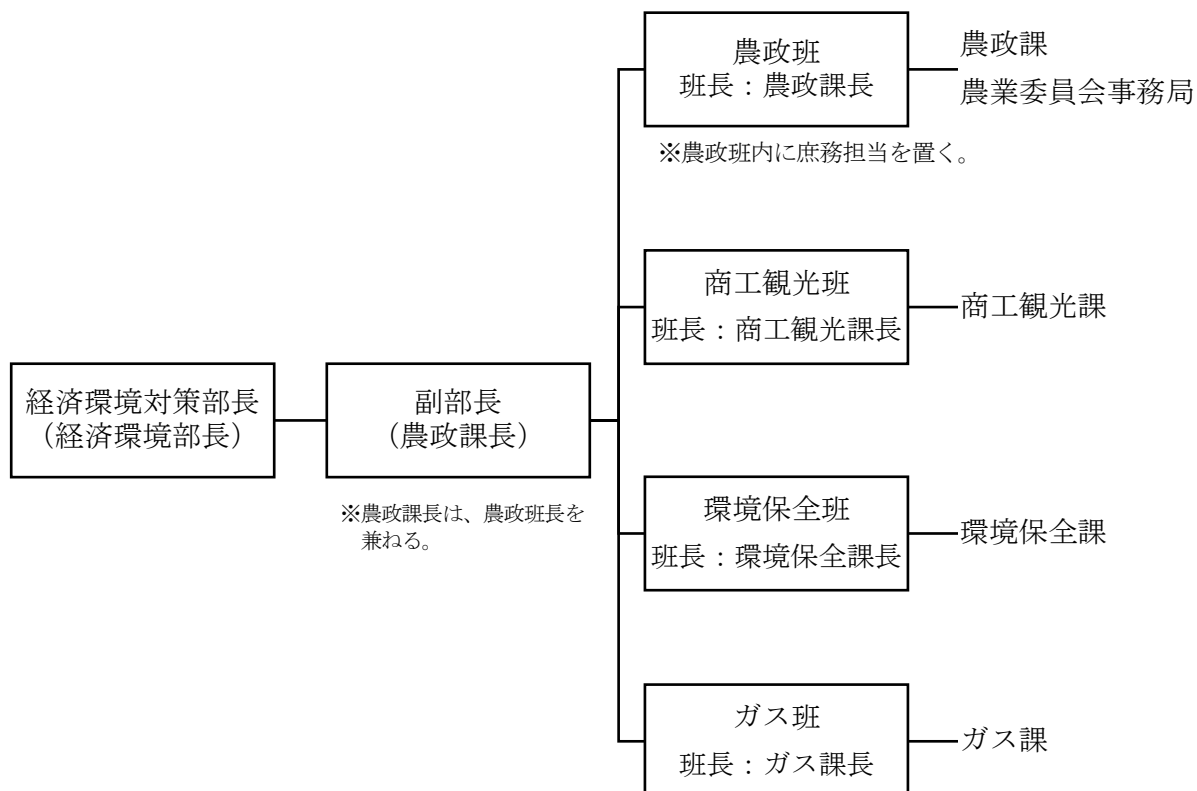 農政班
班長：農政課長
農政課
農業委員会事務局
※農政班内に庶務担当を置く。
商工観光班
班長：商工観光課長
商工観光課
経済環境対策部長
（経済環境部長）
副部長
（農政課長）
※農政課長は、農政班長を
兼ねる。
環境保全班
班長：環境保全課長
環境保全課
ガス班
班長：ガス課長
ガス課